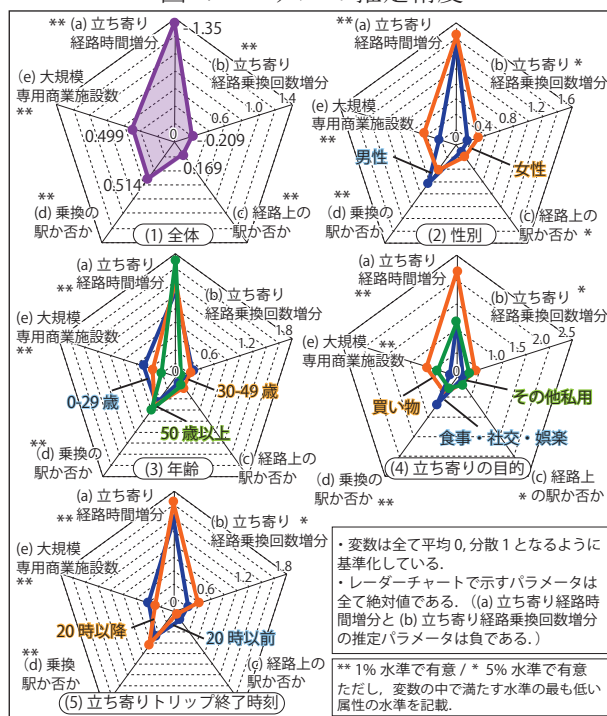 ** (a) 立ち寄り
経路時間増分
-1.35
**
(b) 立ち寄り
経路乗換回数増分
(e) 大規模
専用商業施設数
**
0.6
1.0
1.4
0
-0.209
0.499
0.169
0.514
**
(d) 乗換の
駅か否か
**
(c) 経路上の
駅か否か
(1) 全体
** (a) 立ち寄り
経路時間増分
(b) 立ち寄り *
経路乗換回数増分
(e) 大規模
専用商業施設数
**
0
0.4
0.8
1.2
1.6
男性
女性
**
(d) 乗換の
駅か否か
(c) 経路上の
駅か否か *
(2) 性別
(a) 立ち寄り
** 経路時間増分
(b) 立ち寄り
経路乗換回数増分
(e) 大規模
専用商業施設数
**
0
0.6
1.2
1.8
**
0-29 歳
30-49 歳
50 歳以上
**
(d) 乗換の
駅か否か
(c) 経路上の
駅か否か
(3) 年齢
(a) 立ち寄り
経路時間増分
**
(b) 立ち寄り *
経路乗換回数増分
(e) 大規模
専用商業施設数
**
0
1.0
1.5
2.0
2.5
買い物
その他私用
食事・社交・娯楽
(d) 乗換の
駅か否か **
(c) 経路上
* の駅か否か
(4) 立ち寄りの目的
(a) 立ち寄り
** 経路時間増分
(b) 立ち寄り *
経路乗換回数増分
(e) 大規模
専用商業施設数
**
0
0.6
1.2
1.8
20 時以降
20 時以前
**
(d) 乗換
駅か否か
(c) 経路上の
駅か否か
(5) 立ち寄りトリップ終了時刻
・変数は全て平均 0, 分散 1 となるように
基準化している.
・レーダーチャートで示すパラメータは
全て絶対値である. ((a) 立ち寄り経路時
間増分と (b) 立ち寄り経路乗換回数増分
の推定パラメータは負である. )
** 1% 水準で有意 / * 5% 水準で有意
ただし, 変数の中で満たす水準の最も低い
属性の水準を記載.